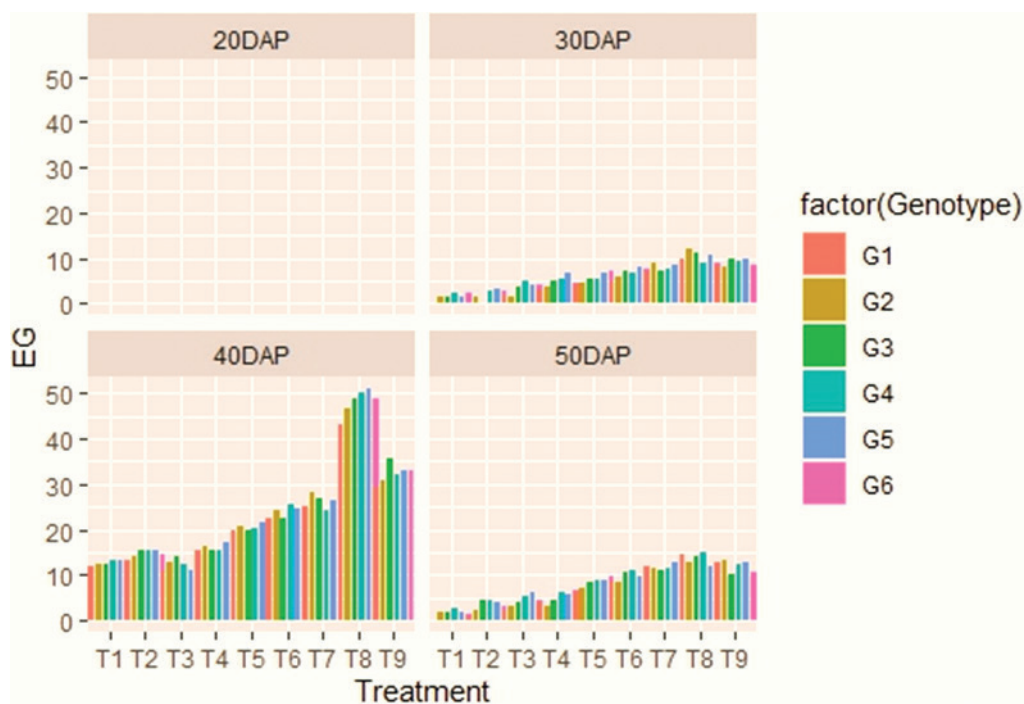 20DAP
30DAP
50
40
30
20
10
0
EG
40DAP
50DAP
50
40
30
20
10
0
T1 T2 T3 T4 T5 T6 T7 T8 T9
T1 T2 T3 T4 T5 T6 T7 T8 T9
Treatment
factor(Genotype)
G1
G2
G3
G4
G5
G6